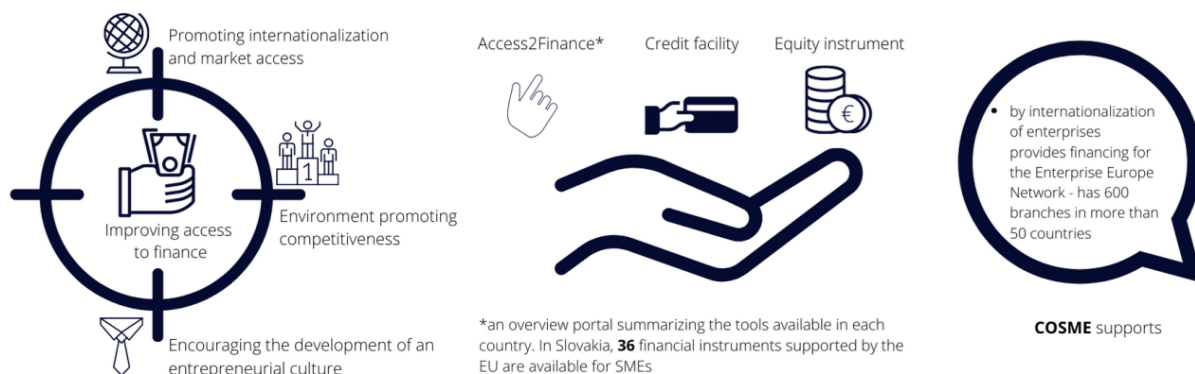 Promoting internationalization
and market access
1
Environment promoting
competitiveness
Improving access
to finance
Encouraging the development of an
entrepreneurial culture
Access2Finance*
Credit facility
Equity instrument
€
*an overview portal summarizing the tools available in each
country. In Slovakia, 36 financial instruments supported by the
EU are available for SMEs
• by internationalization
of enterprises
provides financing for
the Enterprise Europe
Network - has 600
branches in more than
50 countries
COSME supports